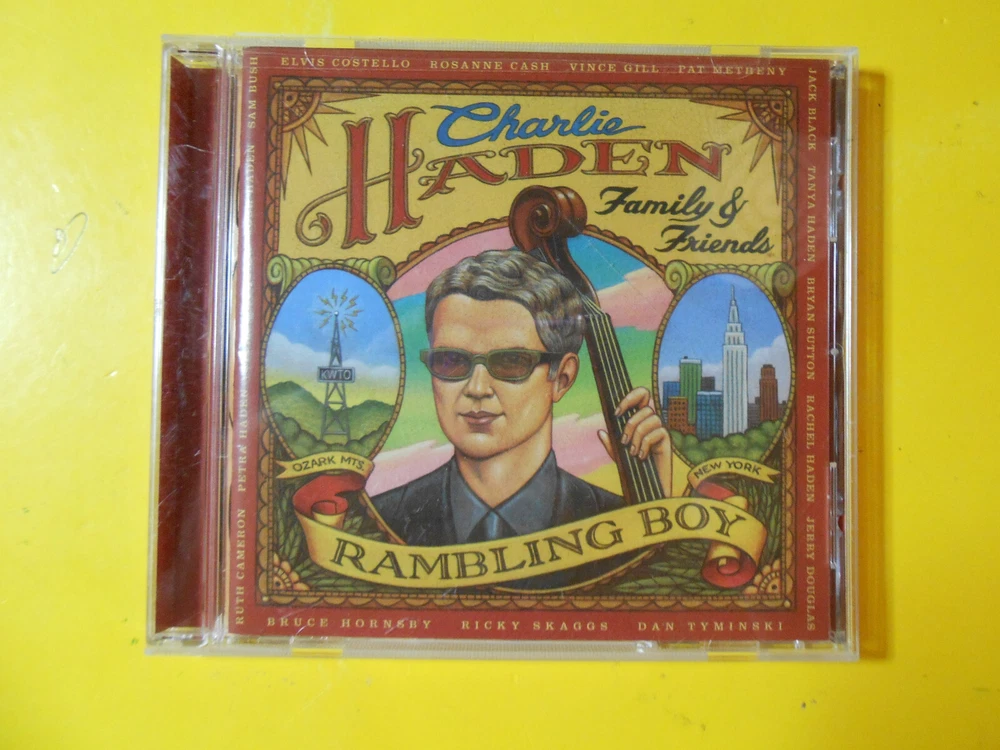 ELVIS COSTELLO ROSANNE CASH VINCE GILL PAT METHENY
Charlie
HADEN
Family &
Friends
KWTO
OZARK MTS.
NEW YORK
RAMBLING BOY
JACK BLACK TANYA HADEN BRYAN SUTTON RACHEL HADEN JERRY DOUGLAS
BRUCE HORNSBY RICKY SKAGGS DAN TYMINSKI
RUTH CAMERON PETRA HADEN HADEN SAM BUSH